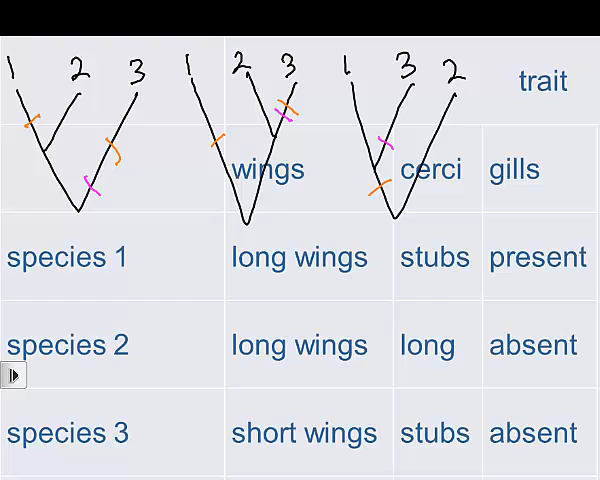 1 2 3 1 2 3 1 3 2
trait
wings cerci gills
species 1 long wings stubs present
species 2 long wings long absent
species 3 short wings stubs absent